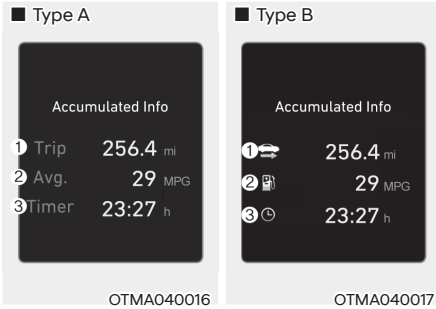 ■ Type A
Accumulated Info
① Trip 256.4 mi
② Avg. 29 MPG
③ Timer 23:27 h
OTMA040016
■ Type B
Accumulated Info
① 256.4 mi
② 29 MPG
③ 23:27 h
OTMA040017